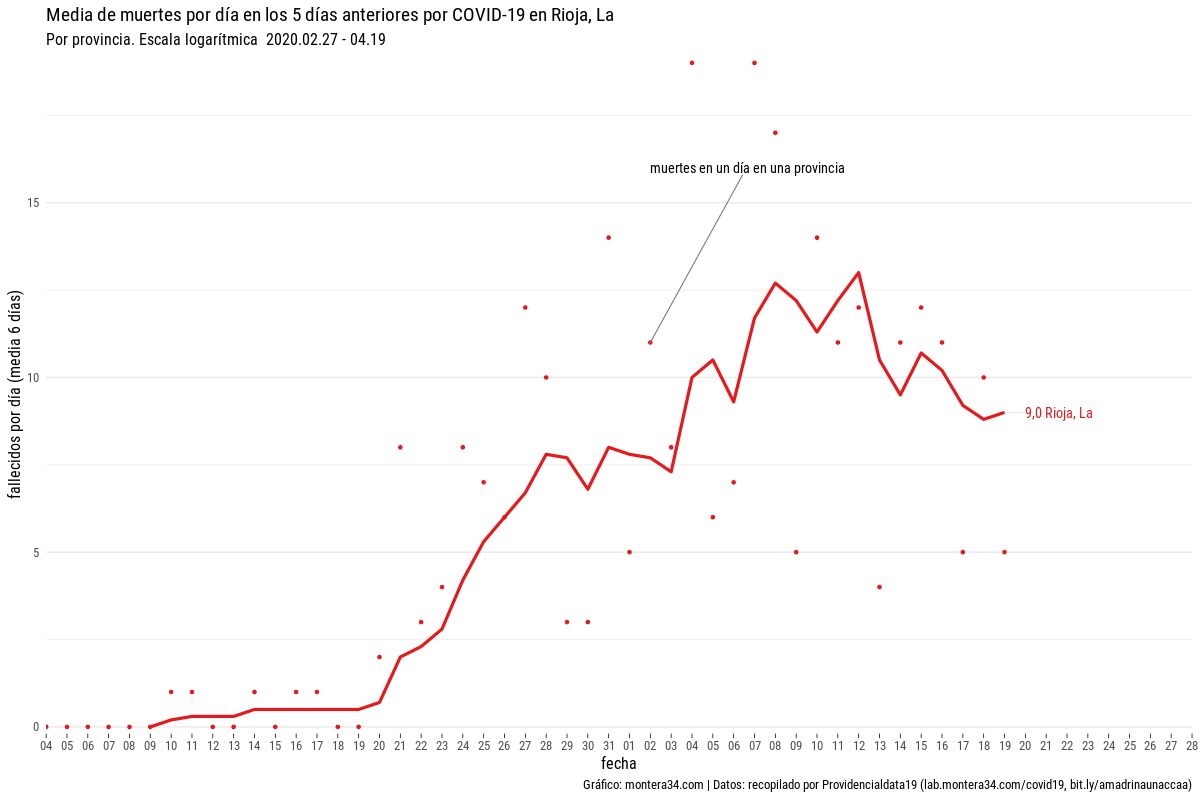 Media de muertes por día en los 5 días anteriores por COVID-19 en Rioja, La
Por provincia. Escala logarítmica  2020.02.27 - 04.19
muertes en un día en una provincia
15
10
5
0
fallecidos por día (media 6 días)
9,0 Rioja, La
04 05 06 07 08 09 10 11 12 13 14 15 16 17 18 19 20 21 22 23 24 25 26 27 28 29 30 31 01 02 03 04 05 06 07 08 09 10 11 12 13 14 15 16 17 18 19 20 21 22 23 24 25 26 27 28
fecha
Gráfico: montera34.com | Datos: recopilado por Providencialdata19 (lab.montera34.com/covid19, bit.ly/amadrinaunaccaa)